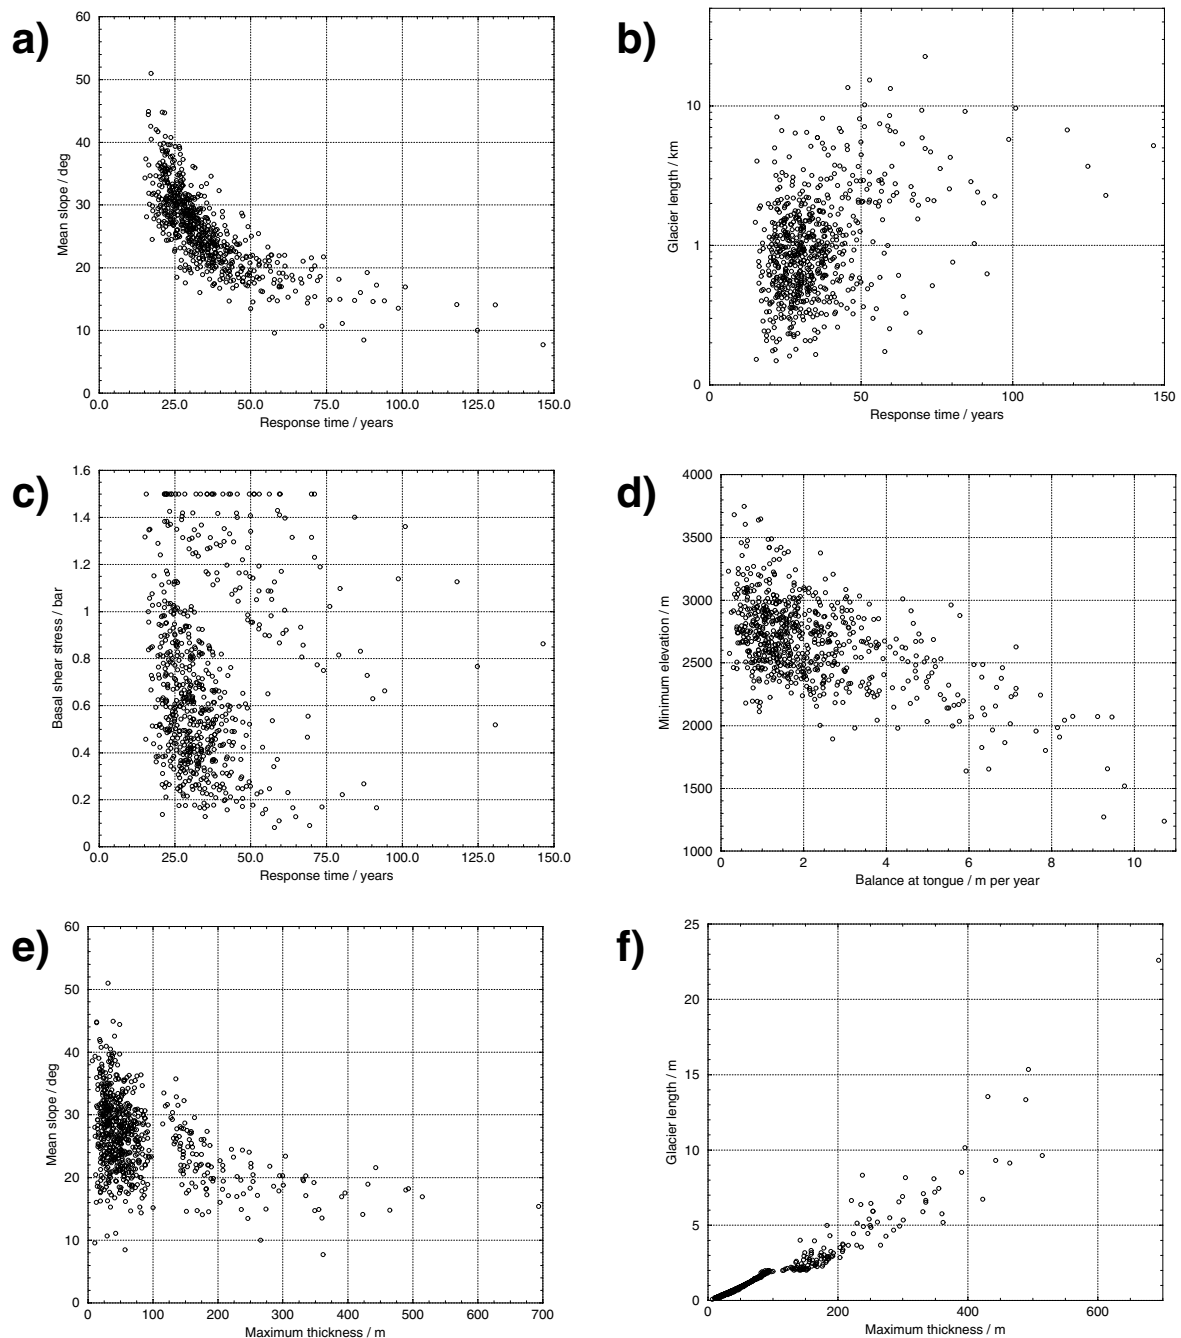 a)
60
50
40
30
20
10
0
Mean slope / deg
0.0 25.0 50.0 75.0 100.0 125.0 150.0
Response time / years
b)
10
1
0
Glacier length / km
0 50 100 150
Response time / years
c)
1.6
1.4
1.2
1
0.8
0.6
0.4
0.2
0
Basal shear stress / bar
0.0 25.0 50.0 75.0 100.0 125.0 150.0
Response time / years
d)
4000
3500
3000
2500
2000
1500
1000
Minimum elevation / m
0 2 4 6 8 10
Balance at tongue / m per year
e)
60
50
40
30
20
10
0
Mean slope / deg
0 100 200 300 400 500 600 700
Maximum thickness / m
f)
25
20
15
10
5
0
Glacier length / m
200 400 600
Maximum thickness / m